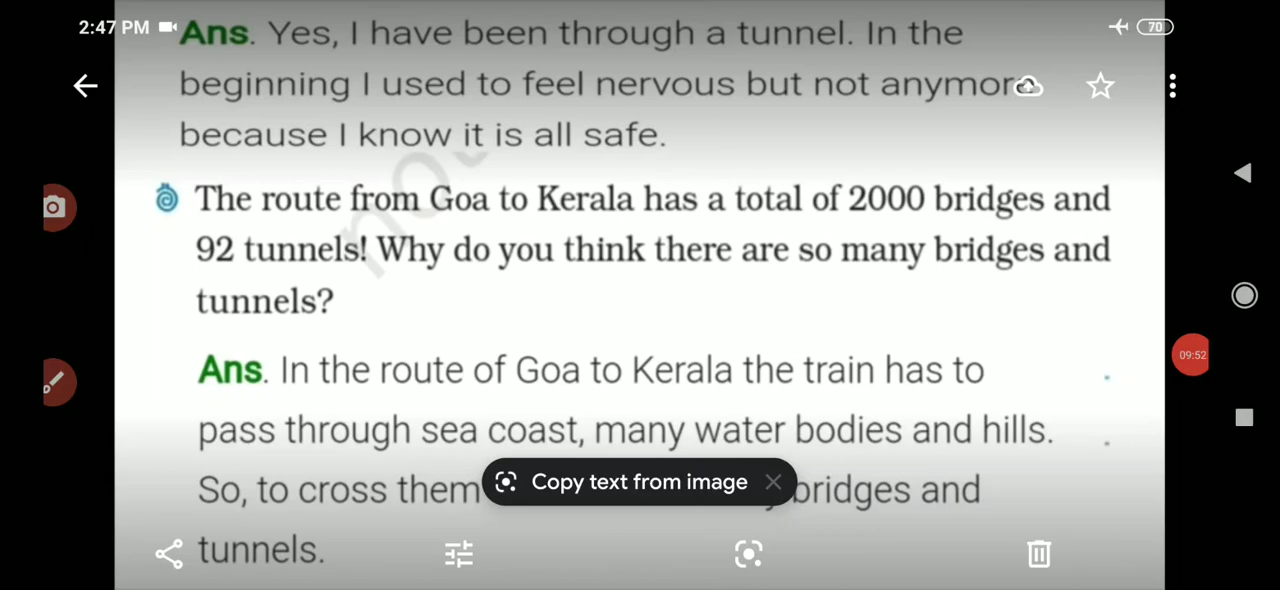 2:47 PM
70
Ans. Yes, I have been through a tunnel. In the
beginning I used to feel nervous but not anymore
because I know it is all safe.
not
The route from Goa to Kerala has a total of 2000 bridges and
92 tunnels! Why do you think there are so many bridges and
tunnels?
09:52
Ans. In the route of Goa to Kerala the train has to
pass through sea coast, many water bodies and hills.
So, to cross them bridges and
Copy text from image
tunnels.